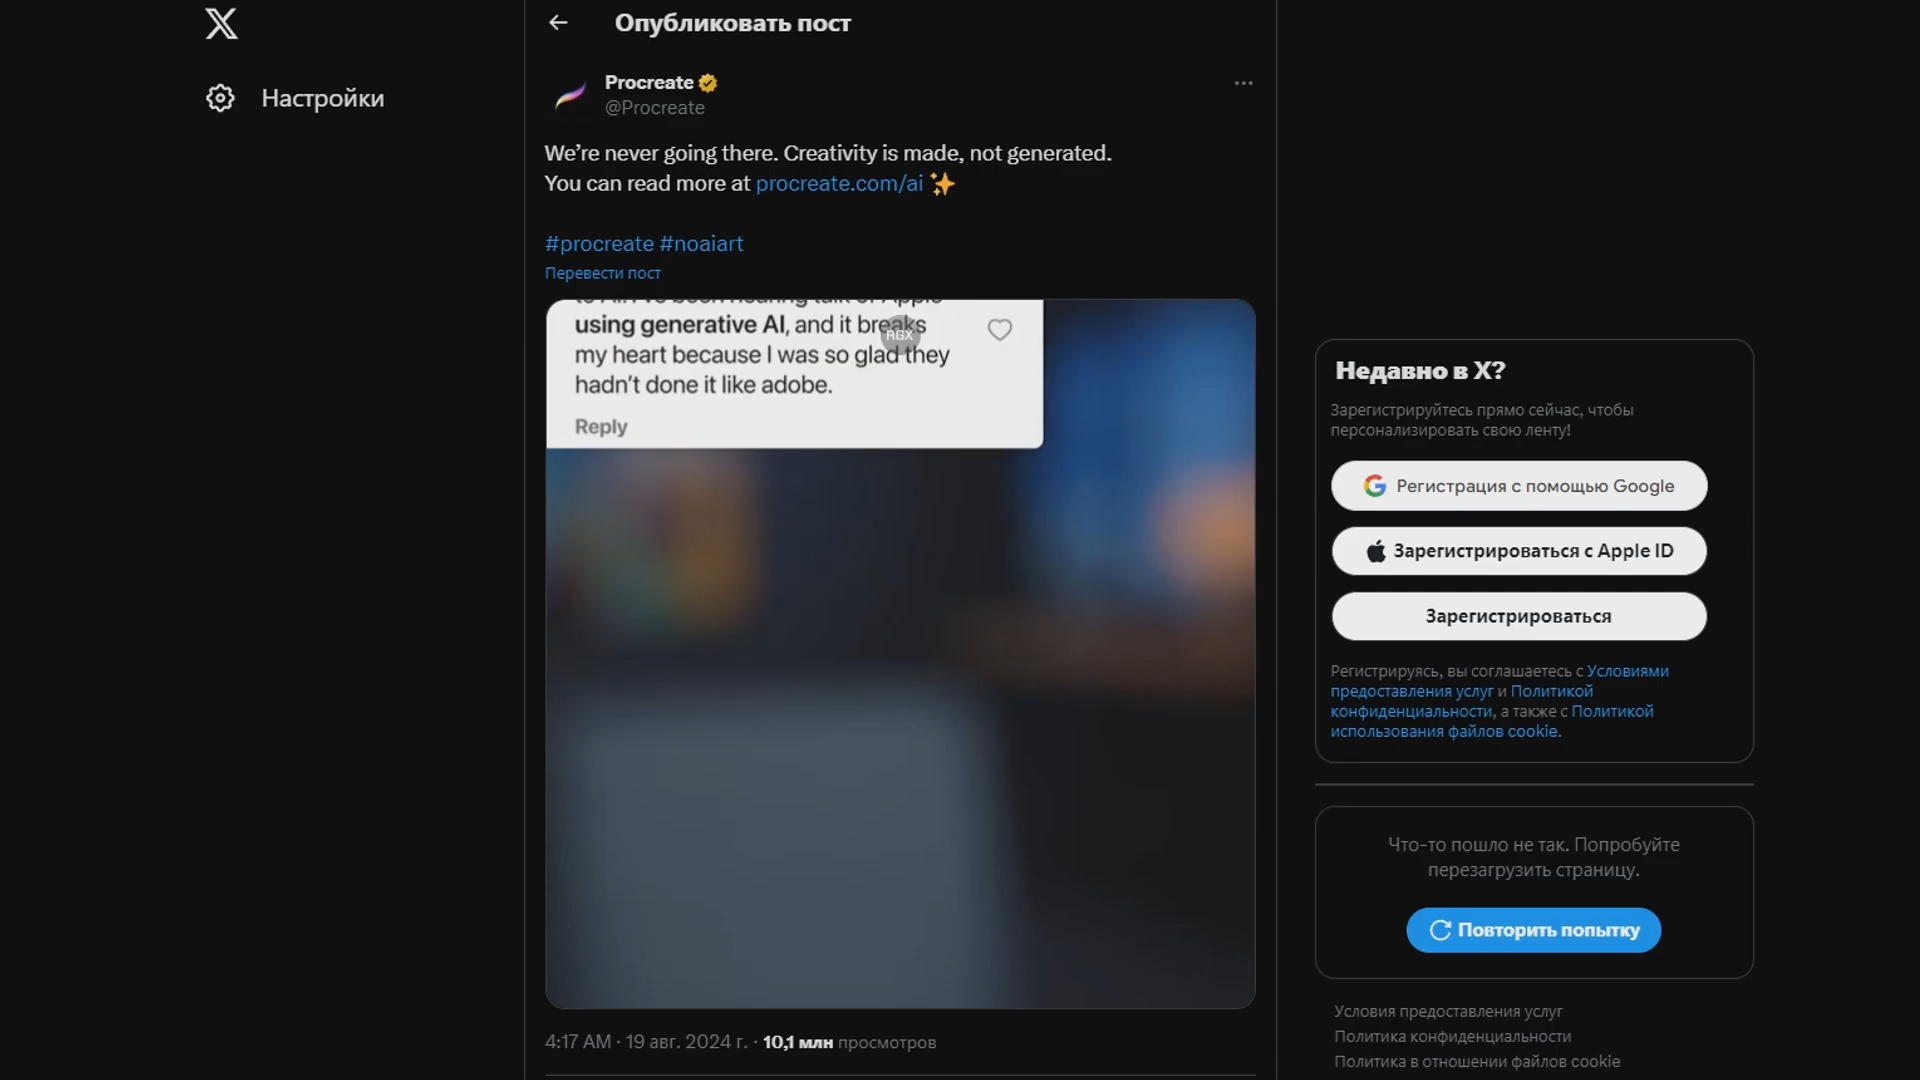 Опубликовать пост
Настройки
Procreate
@Procreate
We’re never going there. Creativity is made, not generated.
You can read more at procreate.com/ai
#procreate #noaiart
Перевести пост
using generative AI, and it breaks
my heart because I was so glad they
hadn’t done it like adobe.
Reply
RGX
4:17 AM · 19 авг. 2024 г. · 10,1 млн просмотров
Недавно в X?
Зарегистрируйтесь прямо сейчас, чтобы
персонализировать свою ленту!
Регистрация с помощью Google
Зарегистрироваться с Apple ID
Зарегистрироваться
Регистрируясь, вы соглашаетесь с Условиями
предоставления услуг и Политикой
конфиденциальности, а также с Политикой
использования файлов cookie.
Что-то пошло не так. Попробуйте
перезагрузить страницу.
Повторить попытку
Условия предоставления услуг
Политика конфиденциальности
Политика в отношении файлов cookie